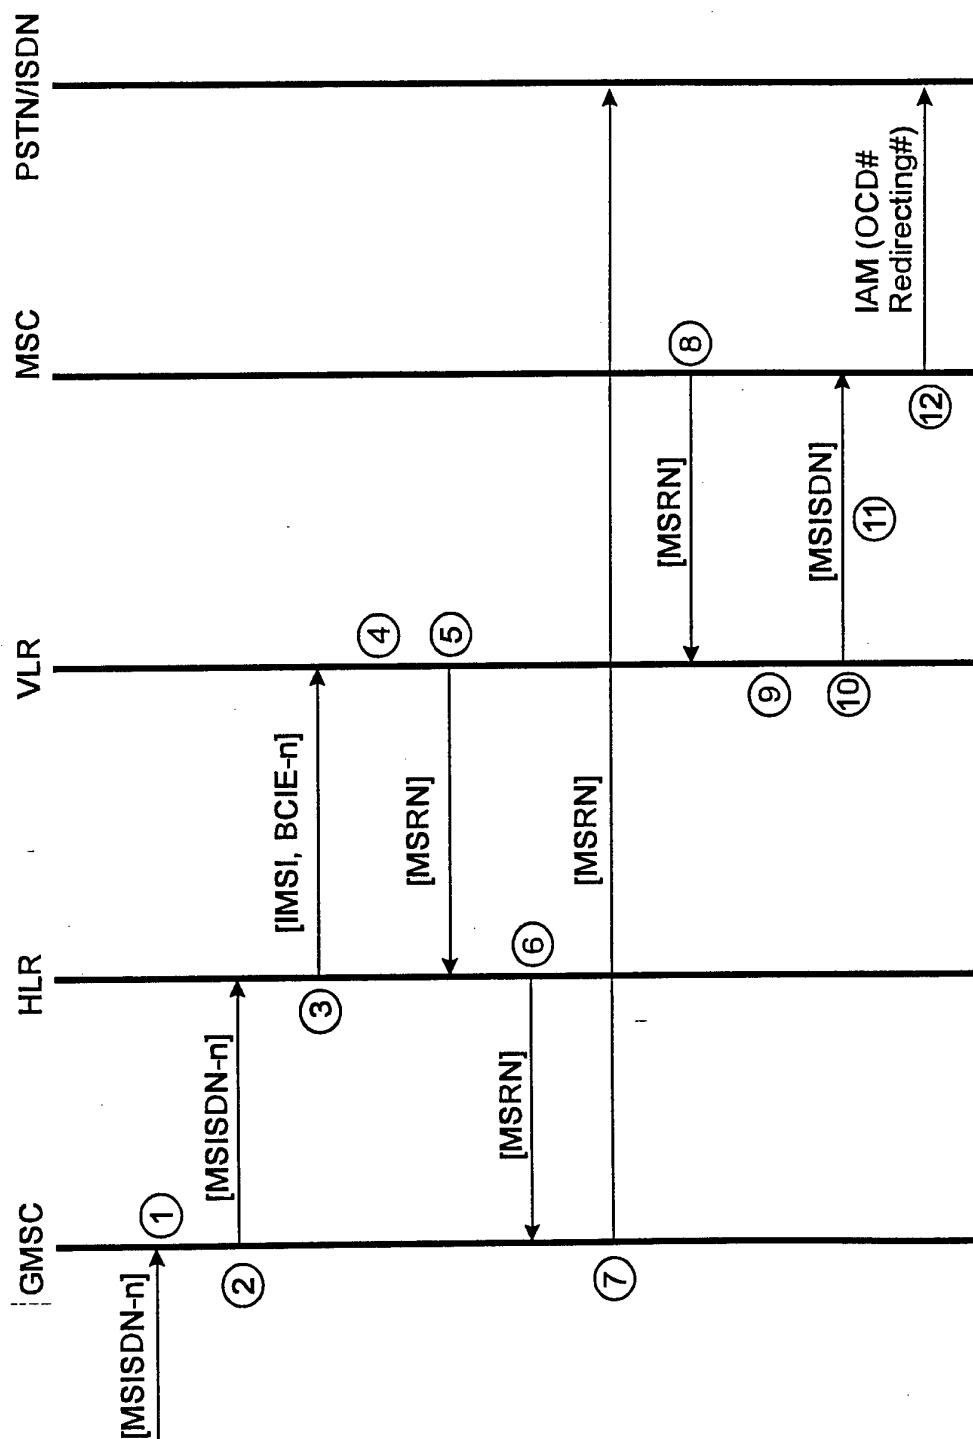 GMSC
HLR
VLR
MSC
PSTN/ISDN
[MSISDN-n]
1
[MSISDN-n]
2
[IMSI, BCIE-n]
3
4
[MSRN]
5
[MSRN]
6
[MSRN]
7
[MSRN]
8
9
[MSISDN]
10
11
IAM (OCD#
Redirecting#)
12